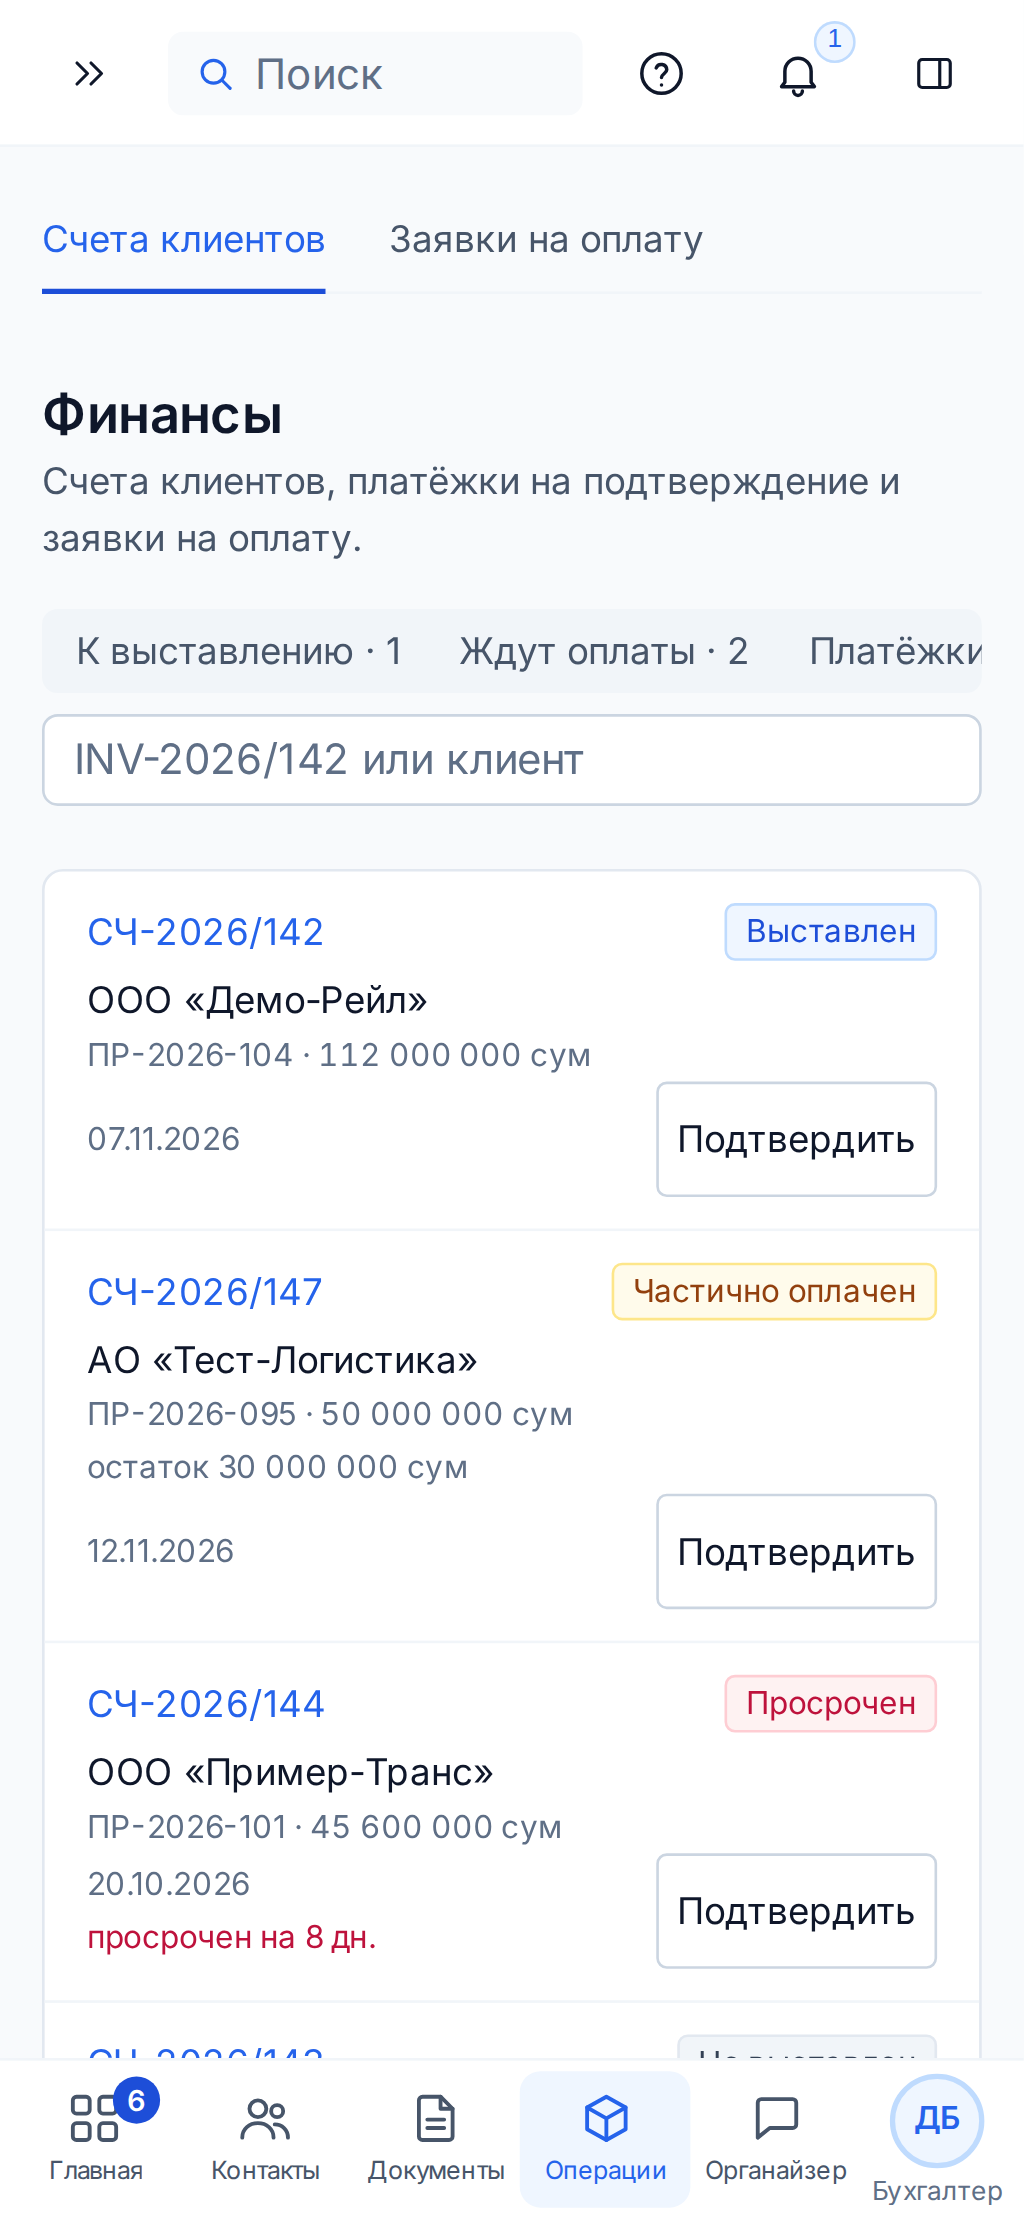 Поиск
1
Счета клиентов
Заявки на оплату
Финансы
Счета клиентов, платёжки на подтверждение и
заявки на оплату.
К выставлению · 1
Ждут оплаты · 2
Платёжки
INV-2026/142 или клиент
СЧ-2026/142
Выставлен
ООО «Демо-Рейл»
ПР-2026-104 · 112 000 000 сум
07.11.2026
Подтвердить
СЧ-2026/147
Частично оплачен
АО «Тест-Логистика»
ПР-2026-095 · 50 000 000 сум
остаток 30 000 000 сум
12.11.2026
Подтвердить
СЧ-2026/144
Просрочен
ООО «Пример-Транс»
ПР-2026-101 · 45 600 000 сум
20.10.2026
просрочен на 8 дн.
Подтвердить
6
Главная
Контакты
Документы
Операции
Органайзер
ДБ
Бухгалтер